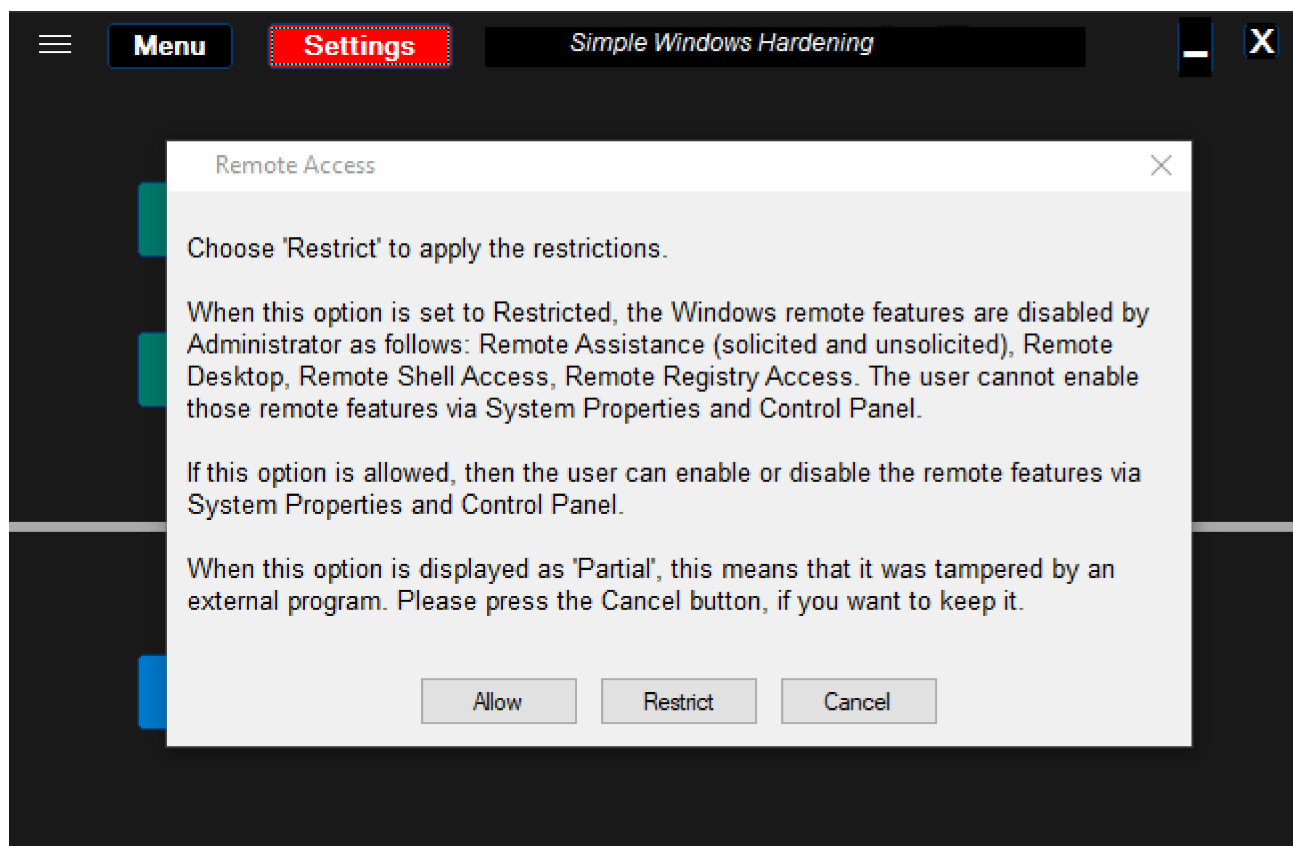 Menu
Settings
Simple Windows Hardening
X
Remote Access
Choose 'Restrict' to apply the restrictions.
When this option is set to Restricted, the Windows remote features are disabled by
Administrator as follows: Remote Assistance (solicited and unsolicited), Remote
Desktop, Remote Shell Access, Remote Registry Access. The user cannot enable
those remote features via System Properties and Control Panel.
If this option is allowed, then the user can enable or disable the remote features via
System Properties and Control Panel.
When this option is displayed as 'Partial', this means that it was tampered by an
external program. Please press the Cancel button, if you want to keep it.
Allow
Restrict
Cancel